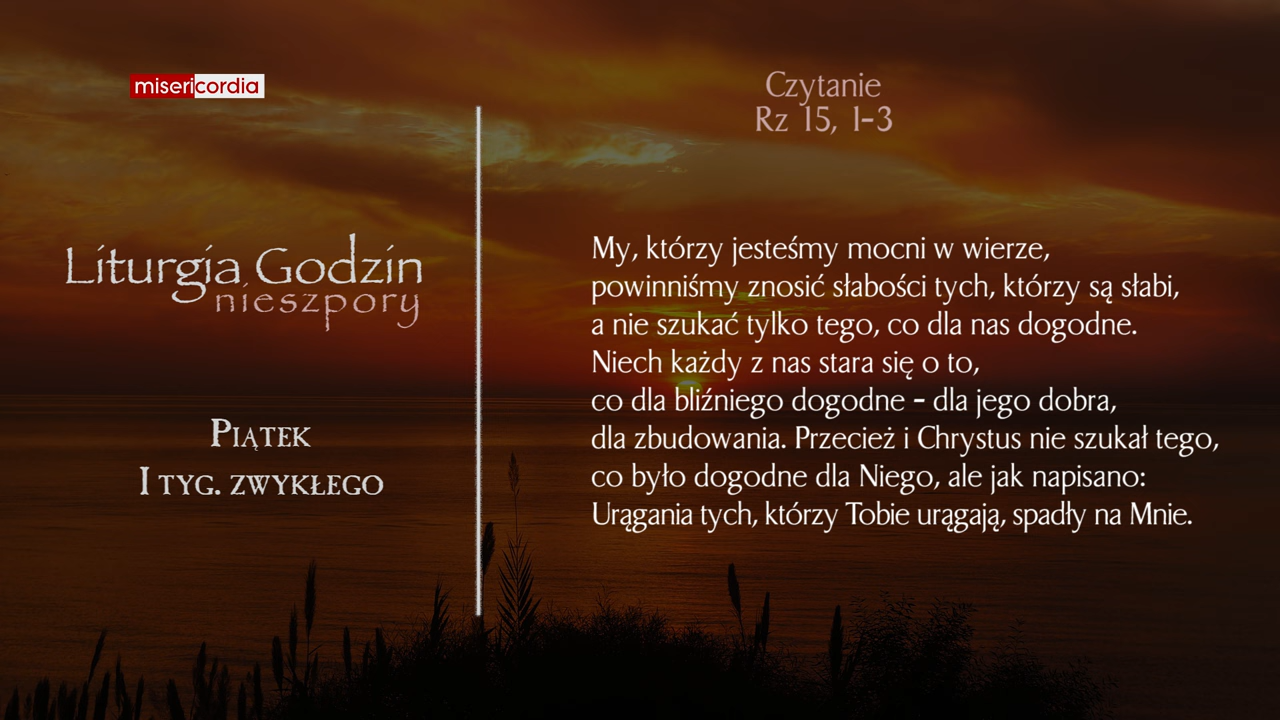 misericordia
Liturgia Godzin
nieszpory
Piątek
I tyg. zwykłego
Czytanie
Rz 15, 1-3
My, którzy jesteśmy mocni w wierze,
powinniśmy znosić słabości tych, którzy są słabi,
a nie szukać tylko tego, co dla nas dogodne.
Niech każdy z nas stara się o to,
co dla bliźniego dogodne - dla jego dobra,
dla zbudowania. Przecież i Chrystus nie szukał tego,
co było dogodne dla Niego, ale jak napisano:
Urągania tych, którzy Tobie urągają, spadły na Mnie.